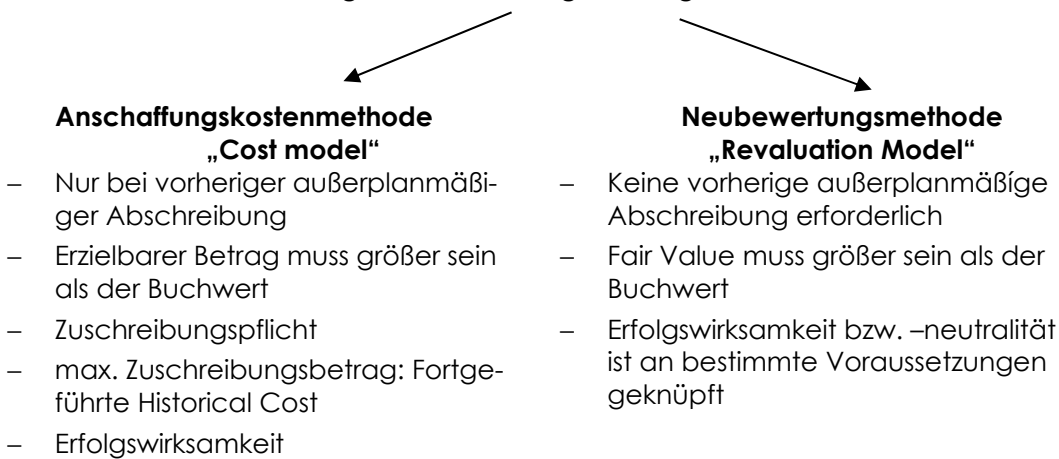 Anschaffungskostenmethode
„Cost model“
– Nur bei vorheriger außerplanmäßi-
ger Abschreibung
– Erzielbarer Betrag muss größer sein
als der Buchwert
– Zuschreibungspflicht
– max. Zuschreibungsbetrag: Fortge-
führte Historical Cost
– Erfolgswirksamkeit
Neubewertungsmethode
„Revaluation Model“
– Keine vorherige außerplanmäßíge
Abschreibung erforderlich
– Fair Value muss größer sein als der
Buchwert
– Erfolgswirksamkeit bzw. –neutralität
ist an bestimmte Voraussetzungen
geknüpft